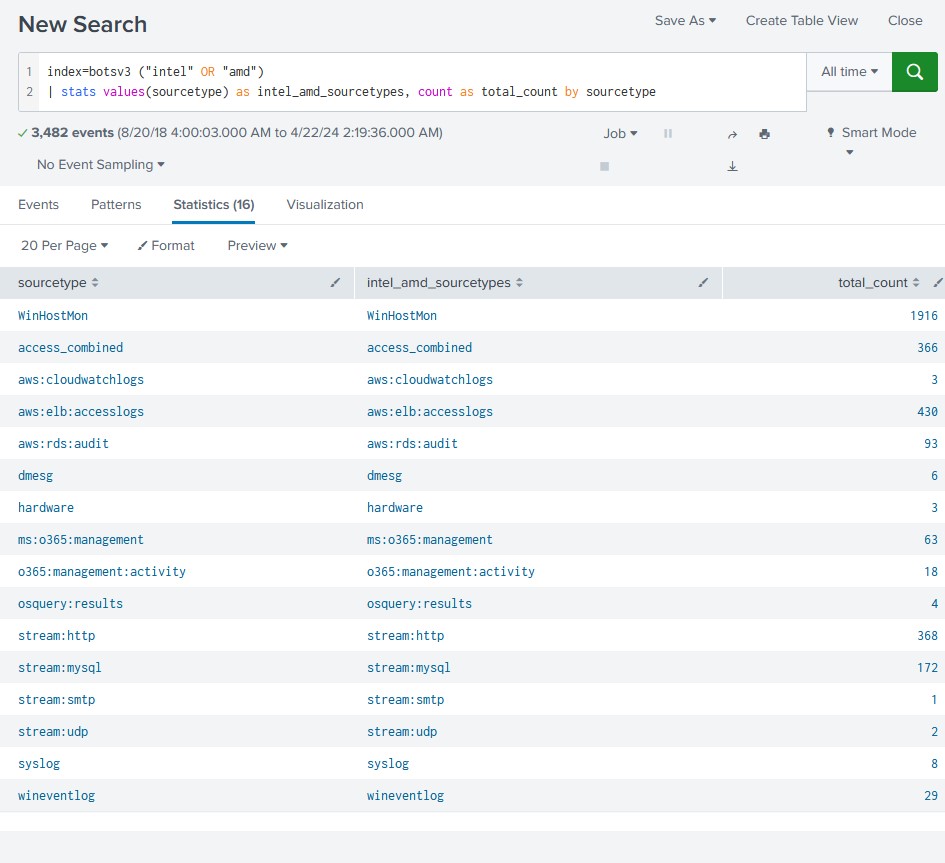 New Search
Save As Create Table View Close
1 index=botsv3 ("intel" OR "amd")
2 | stats values(sourcetype) as intel_amd_sourcetypes, count as total_count by sourcetype
All time
3,482 events (8/20/18 4:00:03.000 AM to 4/22/24 2:19:36.000 AM)
Job
Smart Mode
No Event Sampling
Events Patterns Statistics (16) Visualization
20 Per Page Format Preview
sourcetype intel_amd_sourcetypes total_count
WinHostMon WinHostMon 1916
access_combined access_combined 366
aws:cloudwatchlogs aws:cloudwatchlogs 3
aws:elb:accesslogs aws:elb:accesslogs 430
aws:rds:audit aws:rds:audit 93
dmesg dmesg 6
hardware hardware 3
ms:o365:management ms:o365:management 63
o365:management:activity o365:management:activity 18
osquery:results osquery:results 4
stream:http stream:http 368
stream:mysql stream:mysql 172
stream:smtp stream:smtp 1
stream:udp stream:udp 2
syslog syslog 8
wineventlog wineventlog 29